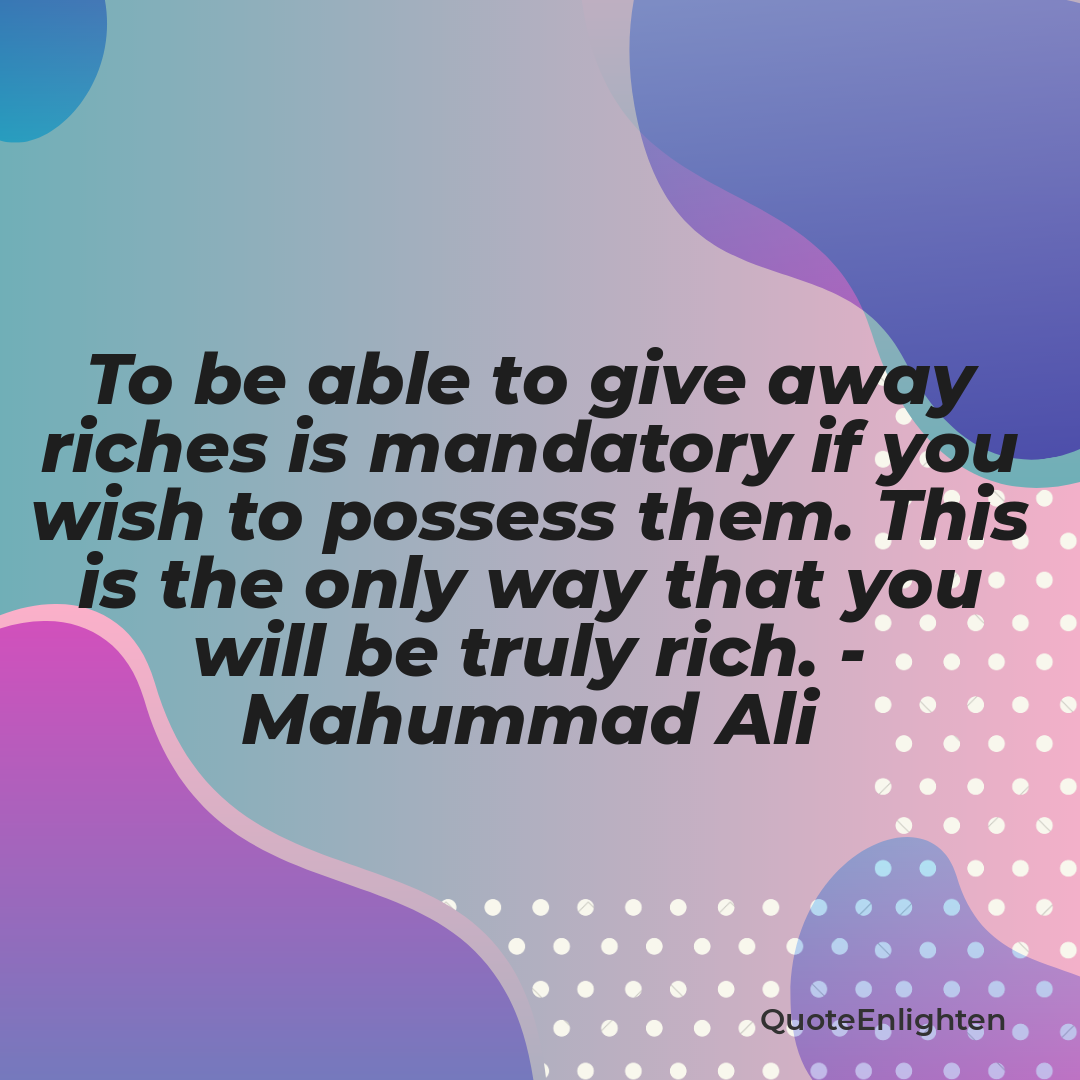 To be able to give away
riches is mandatory if you
wish to possess them. This
is the only way that you
will be truly rich. -
Mahummad Ali
QuoteEnlighten